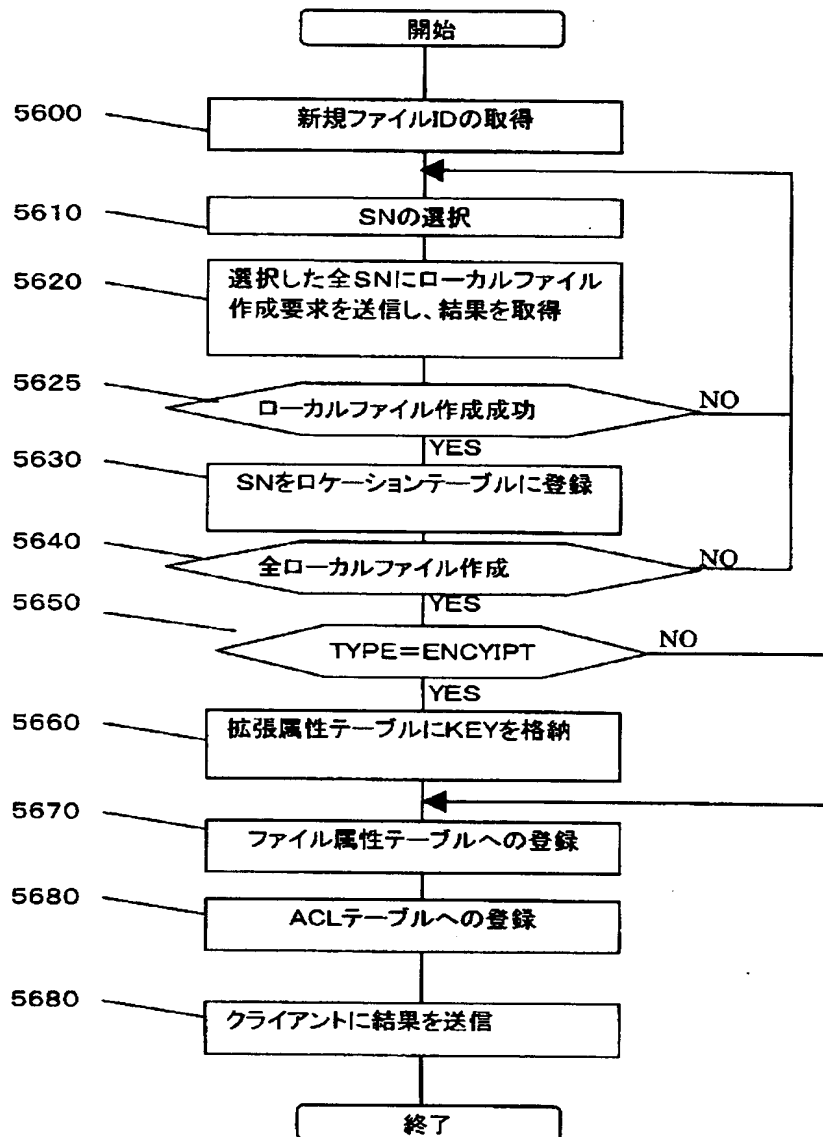 開始
5600
新規ファイルIDの取得
5610
SNの選択
5620
選択した全SNにローカルファイル
作成要求を送信し、結果を取得
5625
ローカルファイル作成成功
NO
YES
5630
SNをロケーションテーブルに登録
5640
全ローカルファイル作成
NO
YES
5650
TYPE=ENCYIPT
NO
YES
5660
拡張属性テーブルにKEYを格納
5670
ファイル属性テーブルへの登録
5680
ACLテーブルへの登録
5680
クライアントに結果を送信
終了